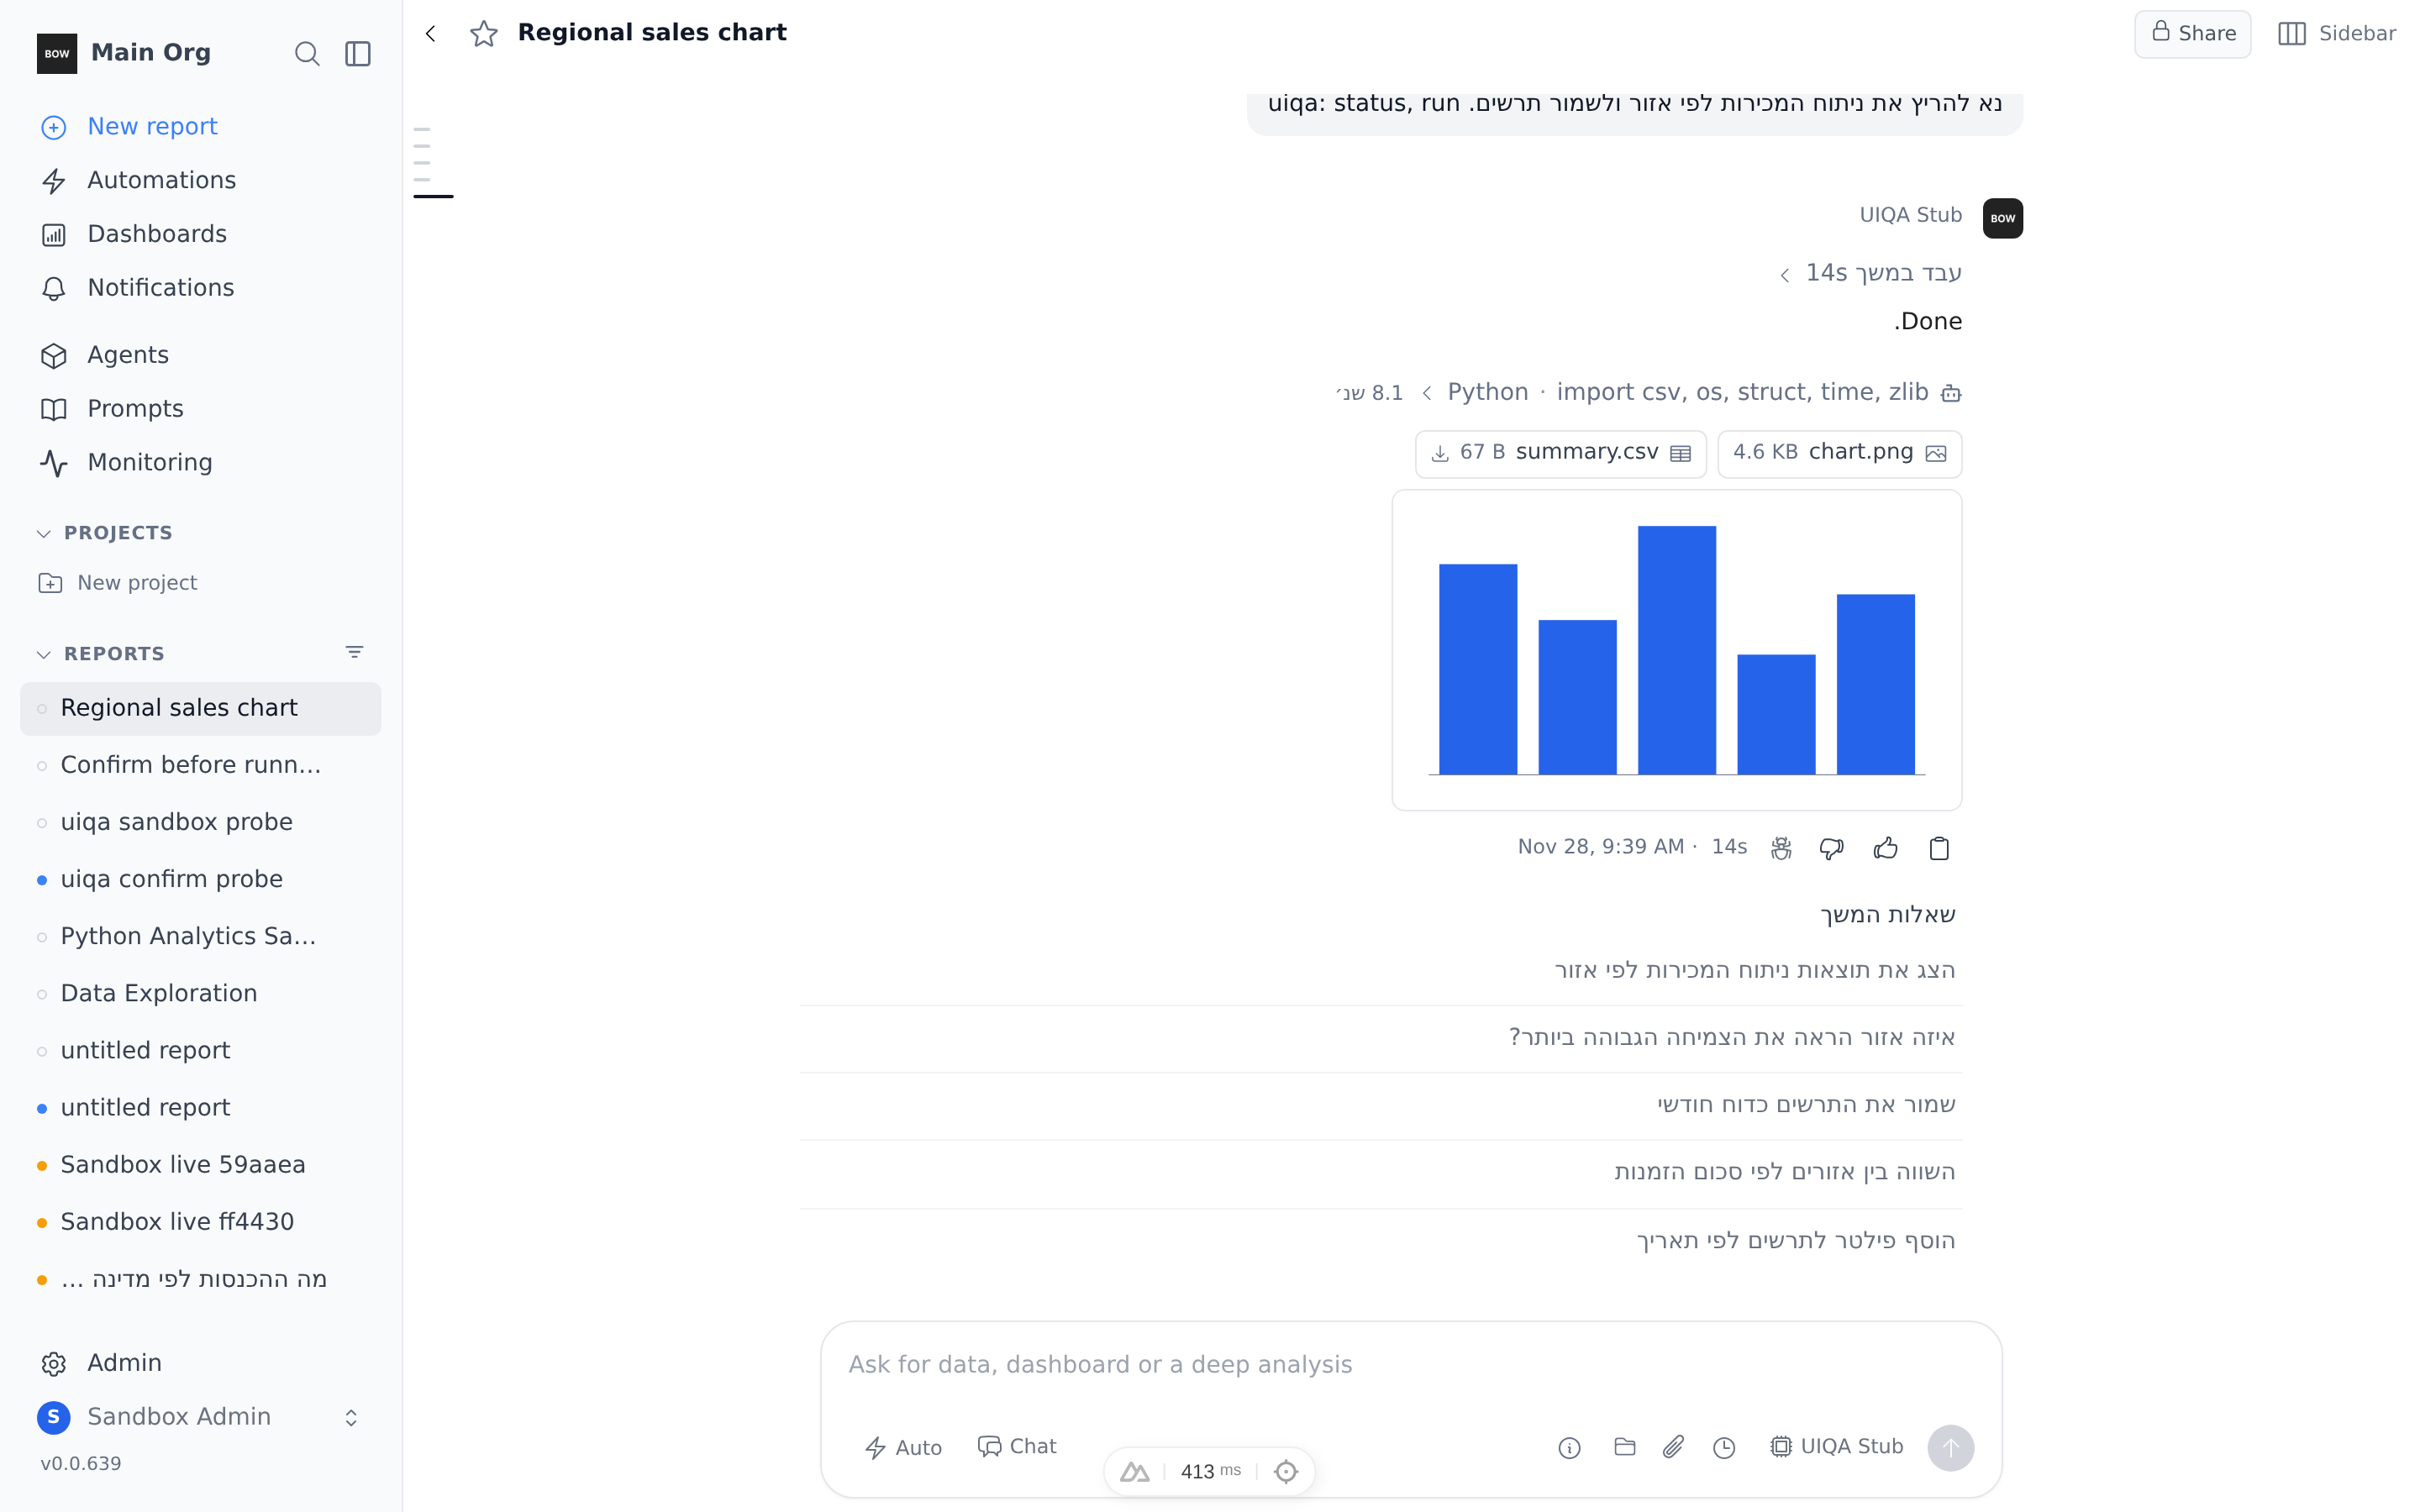 BOW Main Org
New report
Automations
Dashboards
Notifications
Agents
Prompts
Monitoring
PROJECTS
New project
REPORTS
Regional sales chart
Confirm before runn...
uiqa sandbox probe
uiqa confirm probe
Python Analytics Sa...
Data Exploration
untitled report
untitled report
Sandbox live 59aaea
Sandbox live ff4430
מה ההכנסות לפי מדינה ...
Admin
S Sandbox Admin
v0.0.639
Regional sales chart
Share
Sidebar
נא להריץ את ניתוח המכירות לפי אזור ולשמור תרשים. uiqa: status, run
UIQA Stub BOW
עבד במשך 14s
Done.
Python · import csv, os, struct, time, zlib 8.1 שנ׳
chart.png 4.6 KB summary.csv 67 B
Nov 28, 9:39 AM · 14s
שאלות המשך
הצג את תוצאות ניתוח המכירות לפי אזור
איזה אזור הראה את הצמיחה הגבוהה ביותר?
שמור את התרשים כדוח חודשי
השווה בין אזורים לפי סכום הזמנות
הוסף פילטר לתרשים לפי תאריך
Ask for data, dashboard or a deep analysis
Auto Chat UIQA Stub
413 ms